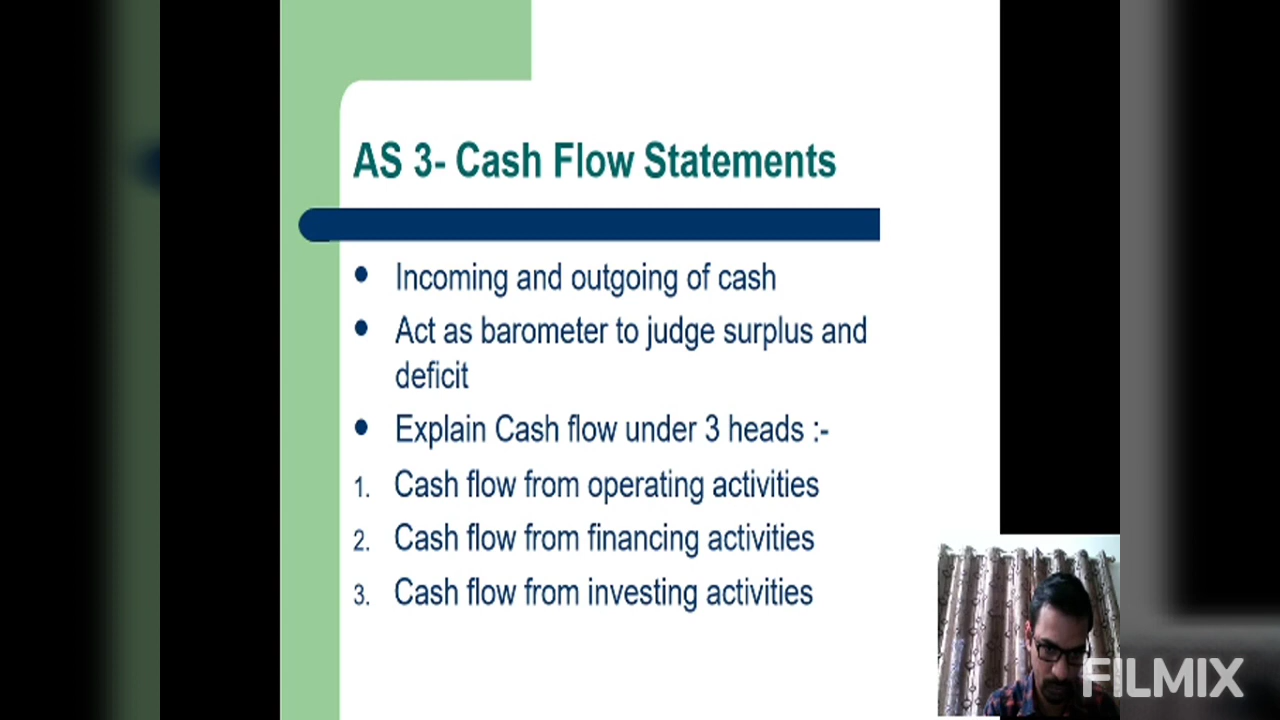 AS 3- Cash Flow Statements
Incoming and outgoing of cash
Act as barometer to judge surplus and
deficit
Explain Cash flow under 3 heads :-
1. Cash flow from operating activities
2. Cash flow from financing activities
3. Cash flow from investing activities
FILMIX